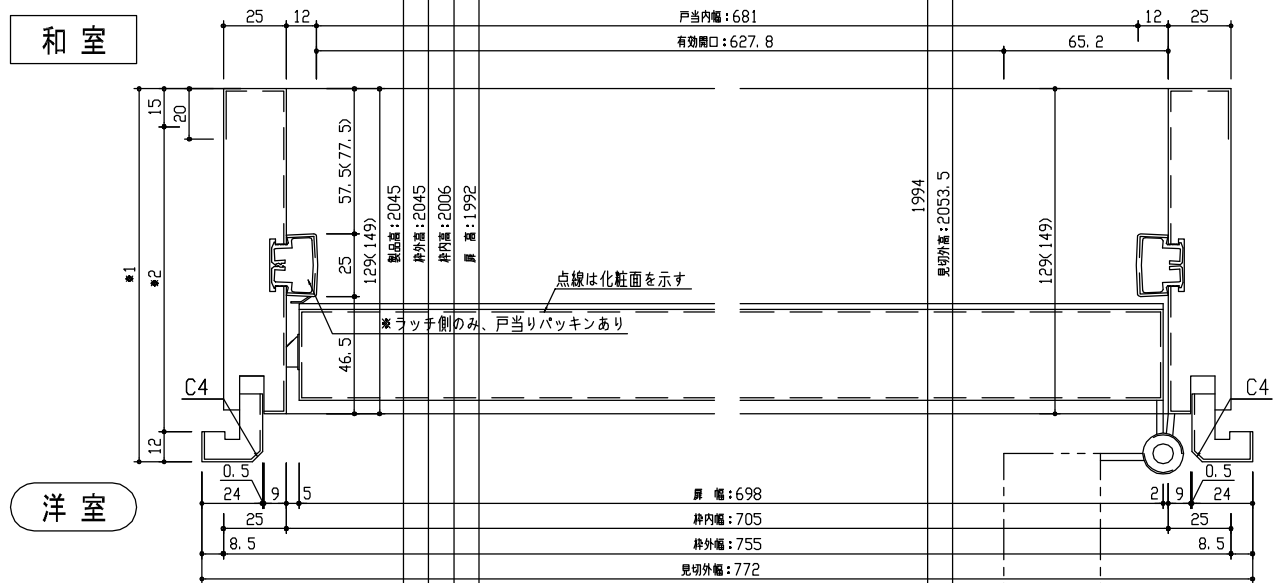 25
12
戸当内幅:681
12
25
和室
有効開口:627.8
65.2
15
20
57.5(77.5)
129(149)
製品高:2045
枠外高:2045
枠内高:2006
扉 高:1992
1994
見切外高:2053.5
129(149)
※1
※2
25
点線は化粧面を示す
※ラッチ側のみ、戸当りパッキンあり
46.5
C4
C4
12
0.5
0.5
24
9
5
扉 幅:698
2
9
24
洋室
25
枠内幅:705
25
8.5
枠外幅:755
8.5
見切外幅:772